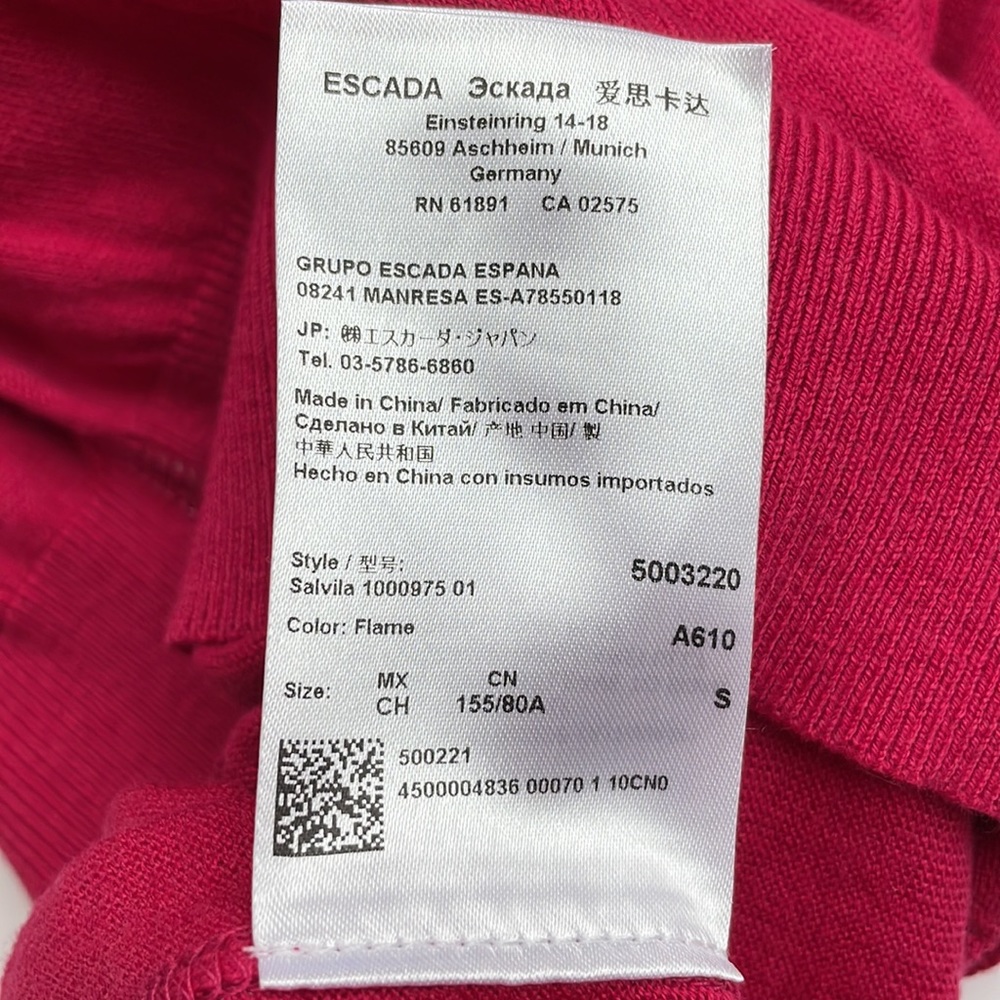 ESCADA Эскада 爱思卡达
Einsteinring 14-18
85609 Aschheim / Munich
Germany
RN 61891 CA 02575
GRUPO ESCADA ESPANA
08241 MANRESA ES-A78550118
JP: ㈱エスカーダ・ジャパン
Tel. 03-5786-6860
Made in China/ Fabricado em China/
Сделано в Китай/ 产地 中国/ 製
中華人民共和国
Hecho en China con insumos importados
Style / 型号: 5003220
Salvila 1000975 01
Color: Flame A610
MX CN
Size: CH 155/80A S
500221
4500004836 00070 1 10CN0